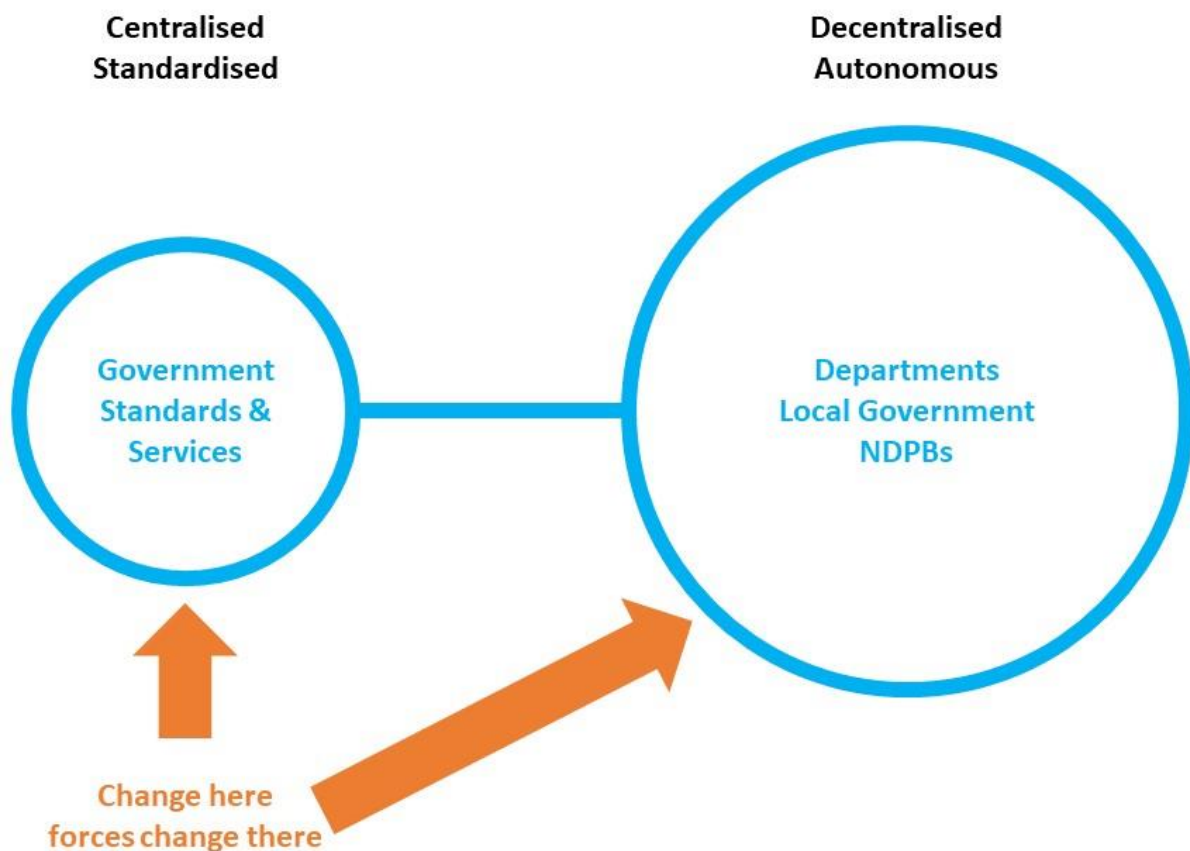 Centralised
Standardised
Decentralised
Autonomous
Government
Standards &
Services
Departments
Local Government
NDPBs
Change here
forces change there